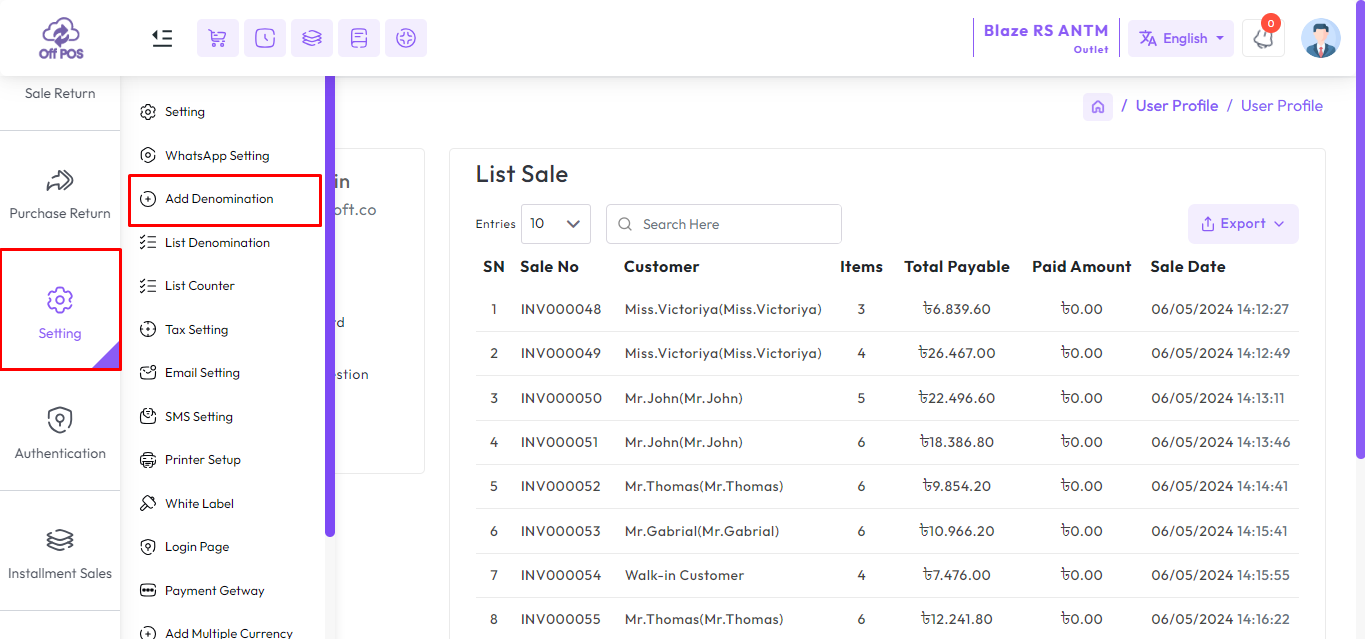 Off POS
Blaze RS ANTM
Outlet
English
0
Sale Return
Purchase Return
Setting
Authentication
Installment Sales
Setting
WhatsApp Setting
Add Denomination
List Denomination
List Counter
Tax Setting
Email Setting
SMS Setting
Printer Setup
White Label
Login Page
Payment Getway
Add Multiple Currency
in
oft.co
rd
estion
/ User Profile / User Profile
List Sale
Entries 10 Search Here Export
SN Sale No Customer Items Total Payable Paid Amount Sale Date
1 INV000048 Miss.Victoriya(Miss.Victoriya) 3 ৳6.839.60 ৳0.00 06/05/2024 14:12:27
2 INV000049 Miss.Victoriya(Miss.Victoriya) 4 ৳26.467.00 ৳0.00 06/05/2024 14:12:49
3 INV000050 Mr.John(Mr.John) 5 ৳22.496.60 ৳0.00 06/05/2024 14:13:11
4 INV000051 Mr.John(Mr.John) 6 ৳18.386.80 ৳0.00 06/05/2024 14:13:46
5 INV000052 Mr.Thomas(Mr.Thomas) 6 ৳9.854.20 ৳0.00 06/05/2024 14:14:41
6 INV000053 Mr.Gabrial(Mr.Gabrial) 6 ৳10.966.20 ৳0.00 06/05/2024 14:15:41
7 INV000054 Walk-in Customer 4 ৳7.476.00 ৳0.00 06/05/2024 14:15:55
8 INV000055 Mr.Thomas(Mr.Thomas) 6 ৳12.241.80 ৳0.00 06/05/2024 14:16:22